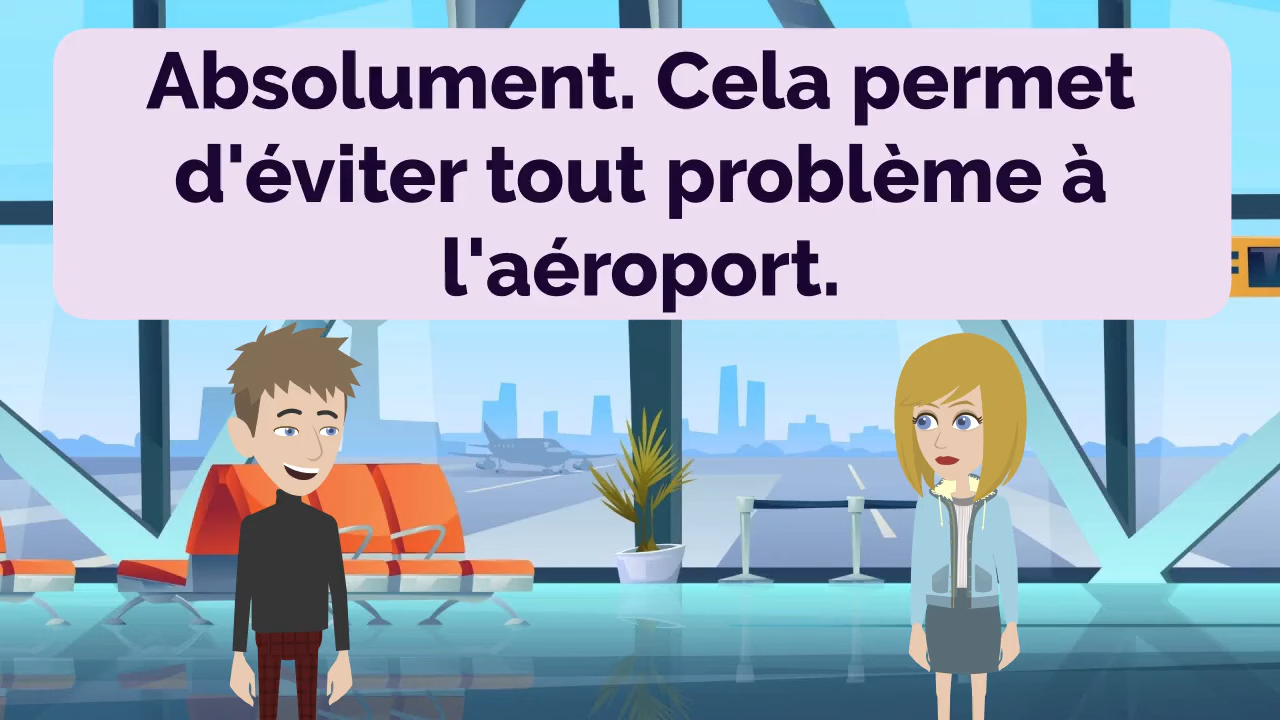 Absolument. Cela permet
d'éviter tout problème à
l'aéroport.